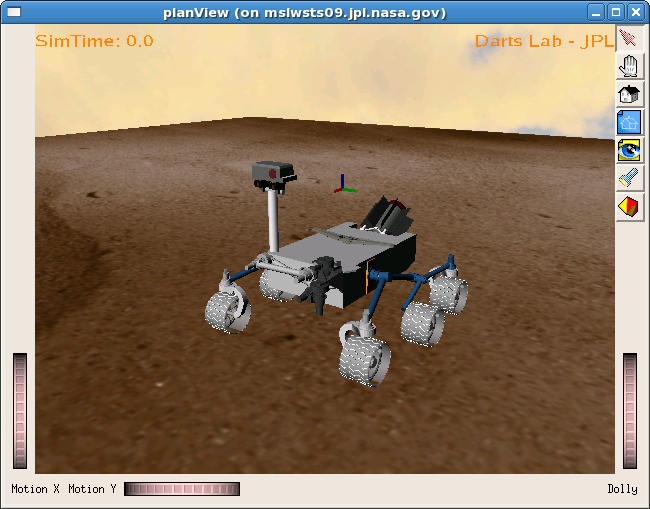 planView (on mslwsts09.jpl.nasa.gov)
SimTime: 0.0
Darts Lab - JPL
Motion X Motion Y
Dolly